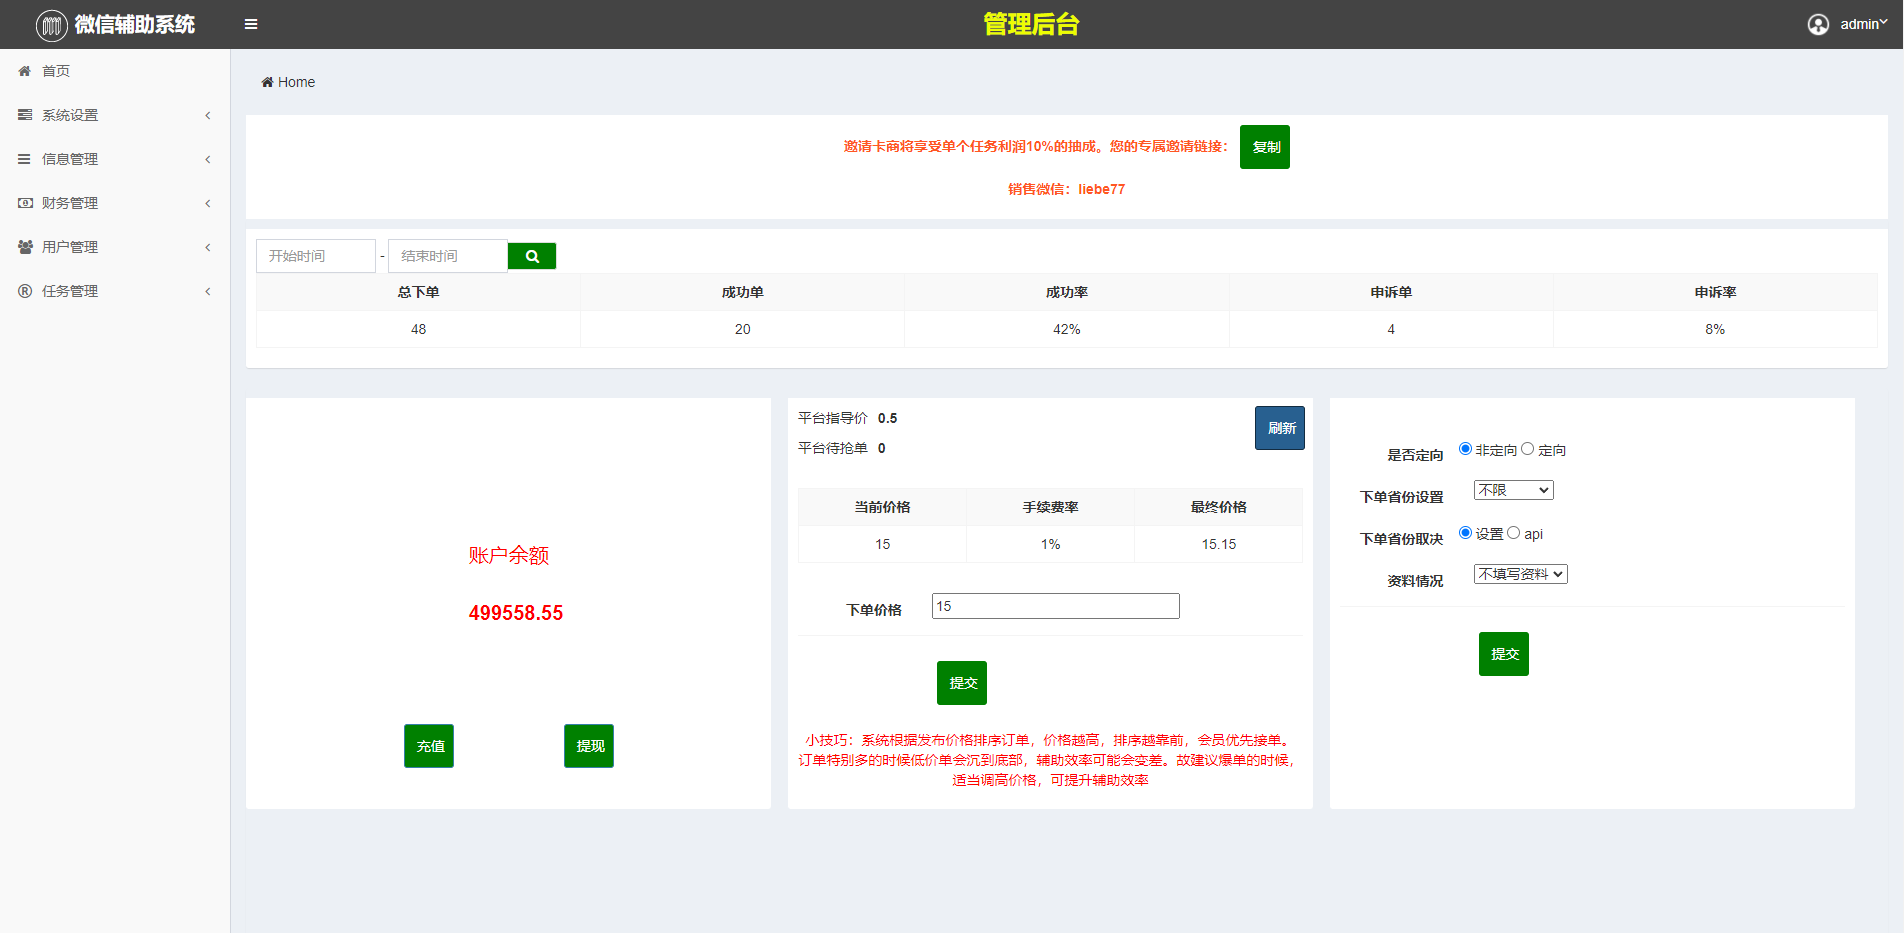 微信辅助系统
管理后台
admin
首页
系统设置
信息管理
财务管理
用户管理
任务管理
Home
邀请卡商将享受单个任务利润10%的抽成。您的专属邀请链接： 复制
销售微信：liebe77
开始时间 - 结束时间
总下单 成功单 成功率 申诉单 申诉率
48 20 42% 4 8%
账户余额
499558.55
充值 提现
平台指导价 0.5
刷新
平台待抢单 0
当前价格 手续费率 最终价格
15 1% 15.15
下单价格 15
提交
小技巧：系统根据发布价格排序订单，价格越高，排序越靠前，会员优先接单。
订单特别多的时候低价单会沉到底部，辅助效率可能会变差。故建议爆单的时候，
适当调高价格，可提升辅助效率
是否定向 非定向 定向
下单省份设置 不限
下单省份取决 设置 api
资料情况 不填写资料
提交